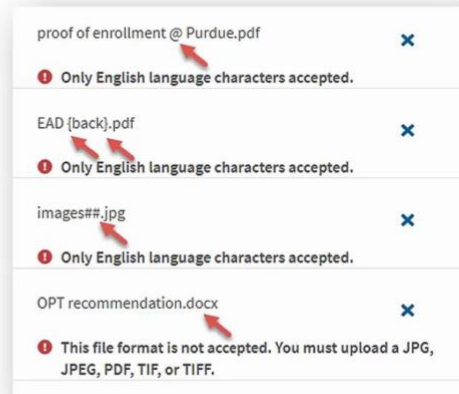 proof of enrollment @ Purdue.pdf
Only English language characters accepted.
EAD {back}.pdf
Only English language characters accepted.
images##.jpg
Only English language characters accepted.
OPT recommendation.docx
This file format is not accepted. You must upload a JPG,
JPEG, PDF, TIF, or TIFF.